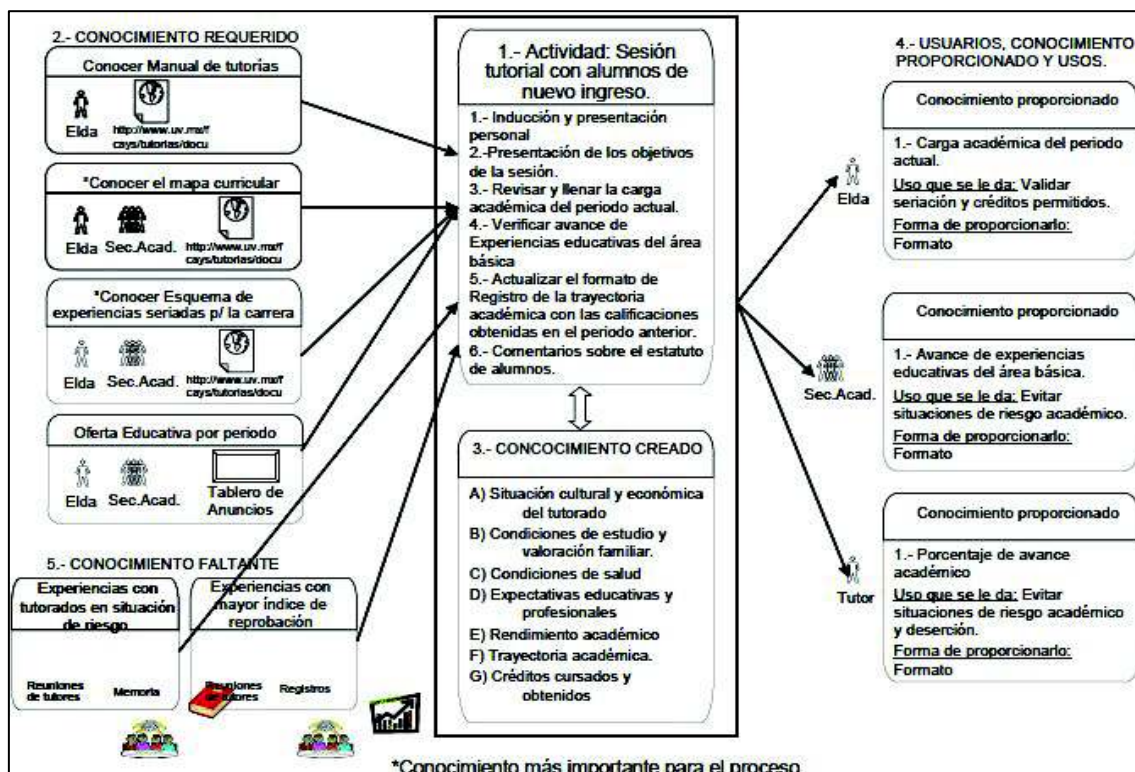 2.- CONOCIMIENTO REQUERIDO
Conocer Manual de tutorías
Elda
http://www.uv.mx/f
cays/tutorias/docu
*Conocer el mapa curricular
Elda
Sec.Acad.
http://www.uv.mx/f
cays/tutorias/docu
*Conocer Esquema de
experiencias seriadas p/ la carrera
Elda
Sec.Acad.
http://www.uv.mx/f
cays/tutorias/docu
Oferta Educativa por periodo
Elda
Sec.Acad.
Tablero de
Anuncios
5.- CONOCIMIENTO FALTANTE
Experiencias con
tutorados en situación
de riesgo
Reuniones
de tutores
Memoria
Experiencias con
mayor índice de
reprobación
Reuniones
de tutores
Registros
1.- Actividad: Sesión
tutorial con alumnos de
nuevo ingreso.
1.- Inducción y presentación
personal
2.-Presentación de los objetivos
de la sesión.
3.- Revisar y llenar la carga
académica del periodo actual.
4.- Verificar avance de
Experiencias educativas del área
básica
5.- Actualizar el formato de
Registro de la trayectoria
académica con las calificaciones
obtenidas en el periodo anterior.
6.- Comentarios sobre el estatuto
de alumnos.
3.- CONCOCIMIENTO CREADO
A) Situación cultural y económica
del tutorado
B) Condiciones de estudio y
valoración familiar.
C) Condiciones de salud
D) Expectativas educativas y
profesionales
E) Rendimiento académico
F) Trayectoria académica.
G) Créditos cursados y
obtenidos
4.- USUARIOS, CONOCIMIENTO
PROPORCIONADO Y USOS.
Elda
Conocimiento proporcionado
1.- Carga académica del periodo
actual.
Uso que se le da: Validar
seriación y créditos permitidos.
Forma de proporcionarlo:
Formato
Sec.Acad.
Conocimiento proporcionado
1.- Avance de experiencias
educativas del área básica.
Uso que se le da: Evitar
situaciones de riesgo académico.
Forma de proporcionarlo:
Formato
Tutor
Conocimiento proporcionado
1.- Porcentaje de avance
académico
Uso que se le da: Evitar
situaciones de riesgo académico
y deserción.
Forma de proporcionarlo:
Formato
*Conocimiento más importante para el proceso